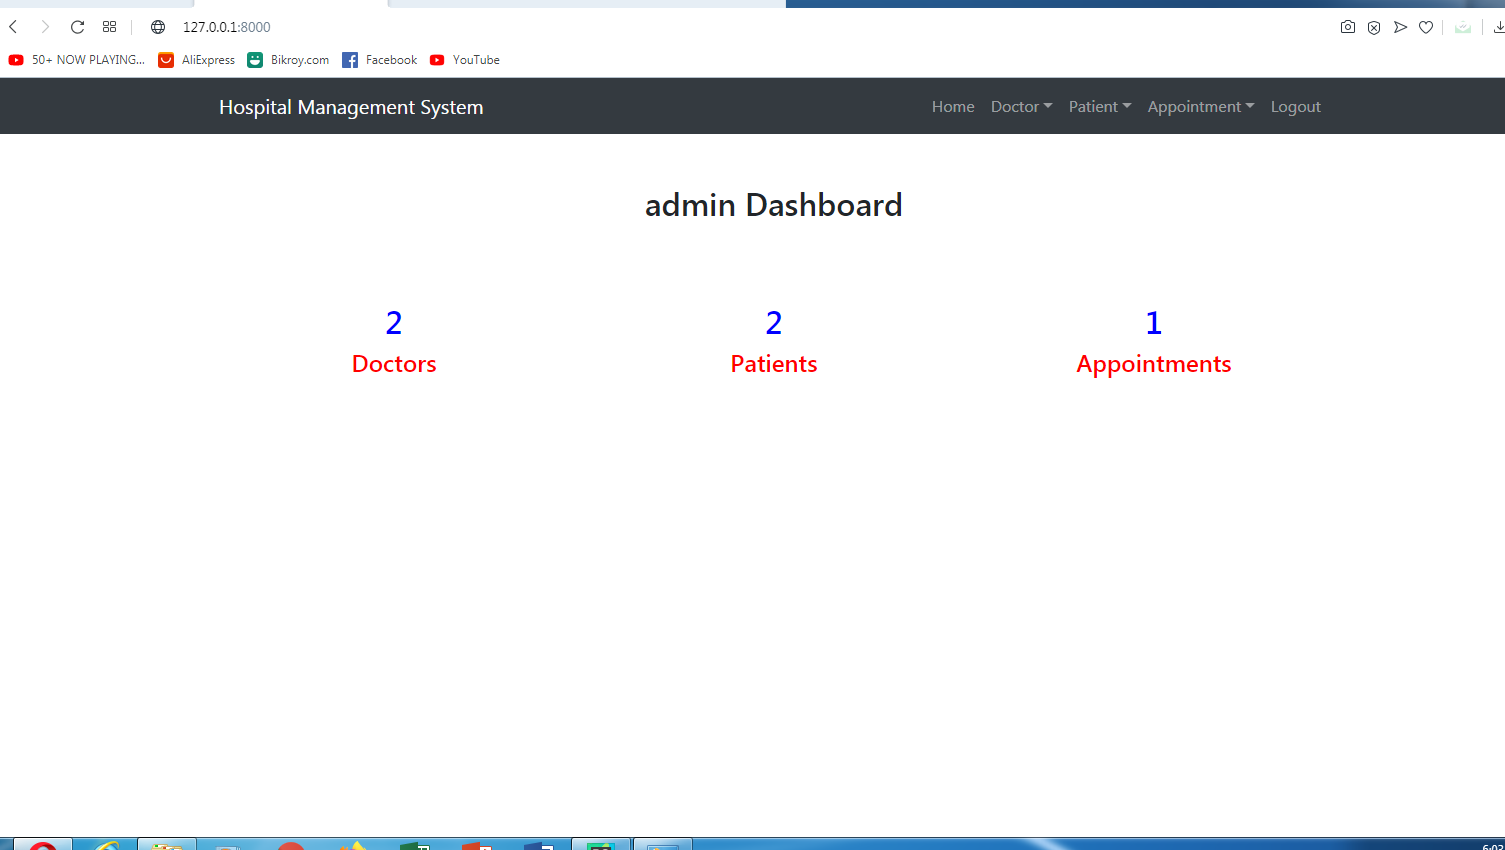 127.0.0.1:8000
50+ NOW PLAYING... AliExpress Bikroy.com Facebook YouTube
Hospital Management System Home Doctor Patient Appointment Logout
admin Dashboard
2 2 1
Doctors Patients Appointments